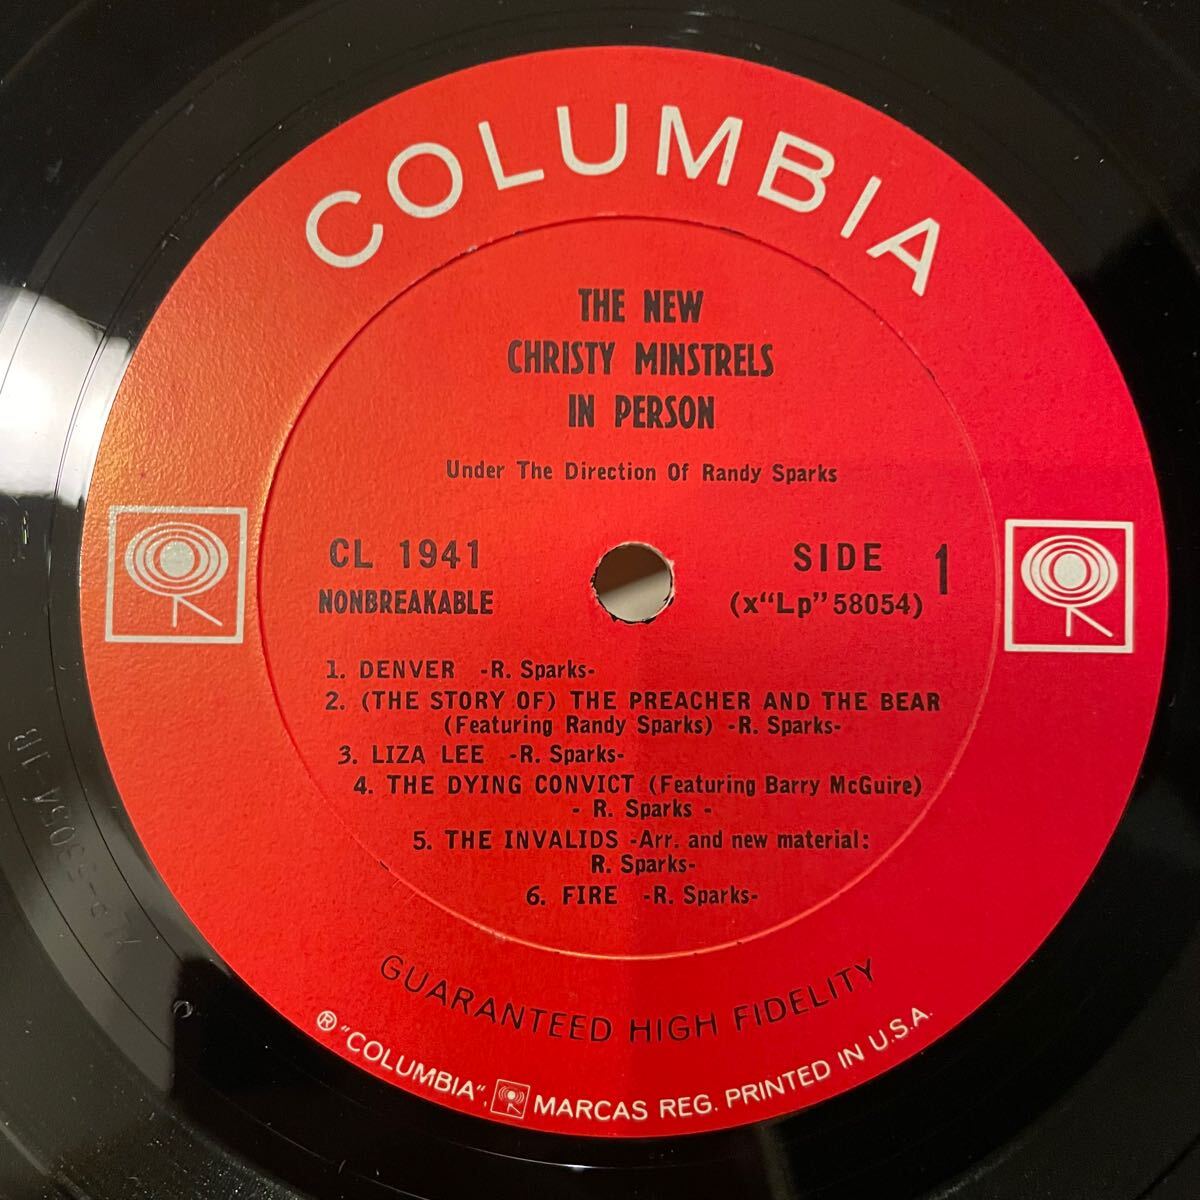 COLUMBIA
THE NEW
CHRISTY MINSTRELS
IN PERSON
Under The Direction Of Randy Sparks
CL 1941
NONBREAKABLE
SIDE 1
(x"Lp"58054)
1. DENVER -R. Sparks-
2. (THE STORY OF) THE PREACHER AND THE BEAR
(Featuring Randy Sparks) -R. Sparks-
3. LIZA LEE -R. Sparks-
4. THE DYING CONVICT (Featuring Barry McGuire)
- R. Sparks -
5. THE INVALIDS -Arr. and new material:
R. Sparks-
6. FIRE -R. Sparks-
GUARANTEED HIGH FIDELITY
® "COLUMBIA", MARCAS REG. PRINTED IN U.S.A.